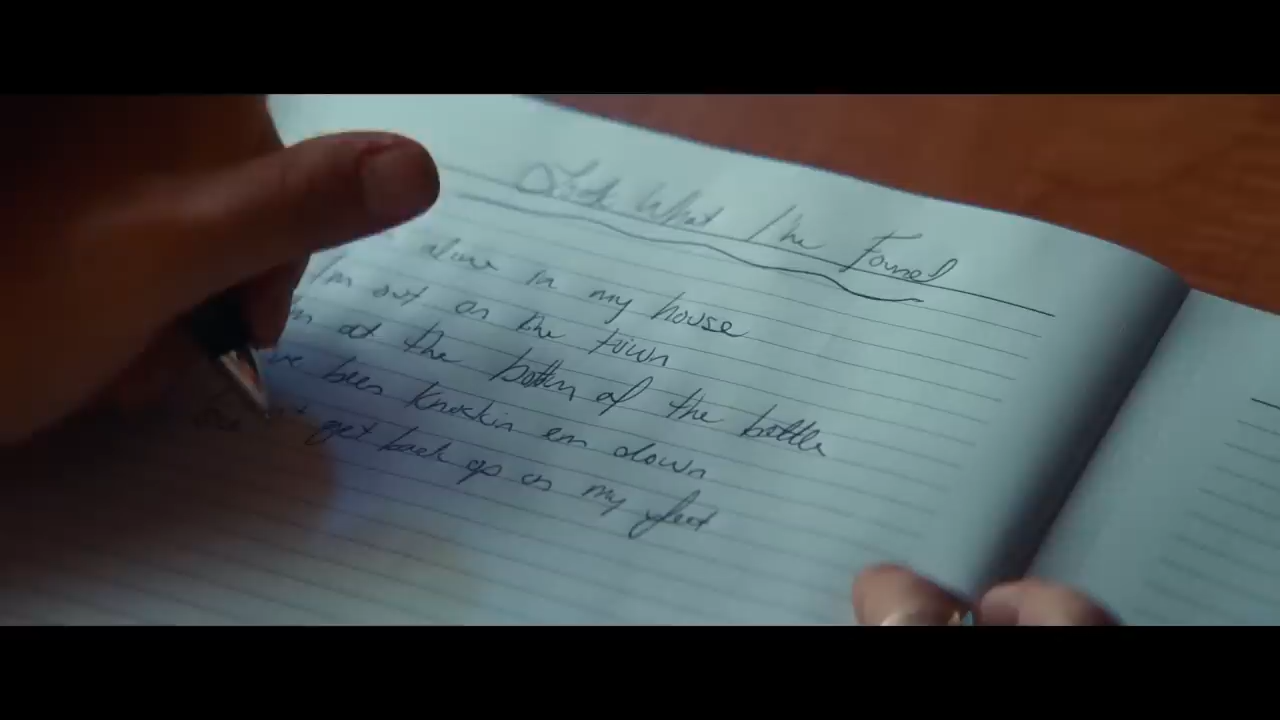 Look What I've Found
alone in my house
I'm out on the town
I'm at the bottom of the bottle
been knockin em down
get back up on my feet